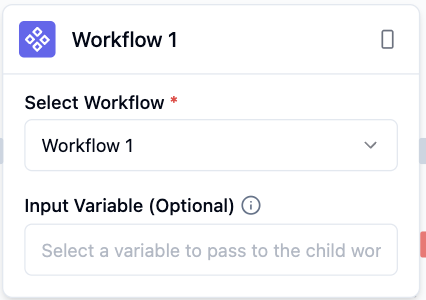 Workflow 1
Select Workflow *
Workflow 1
Input Variable (Optional)
Select a variable to pass to the child wor